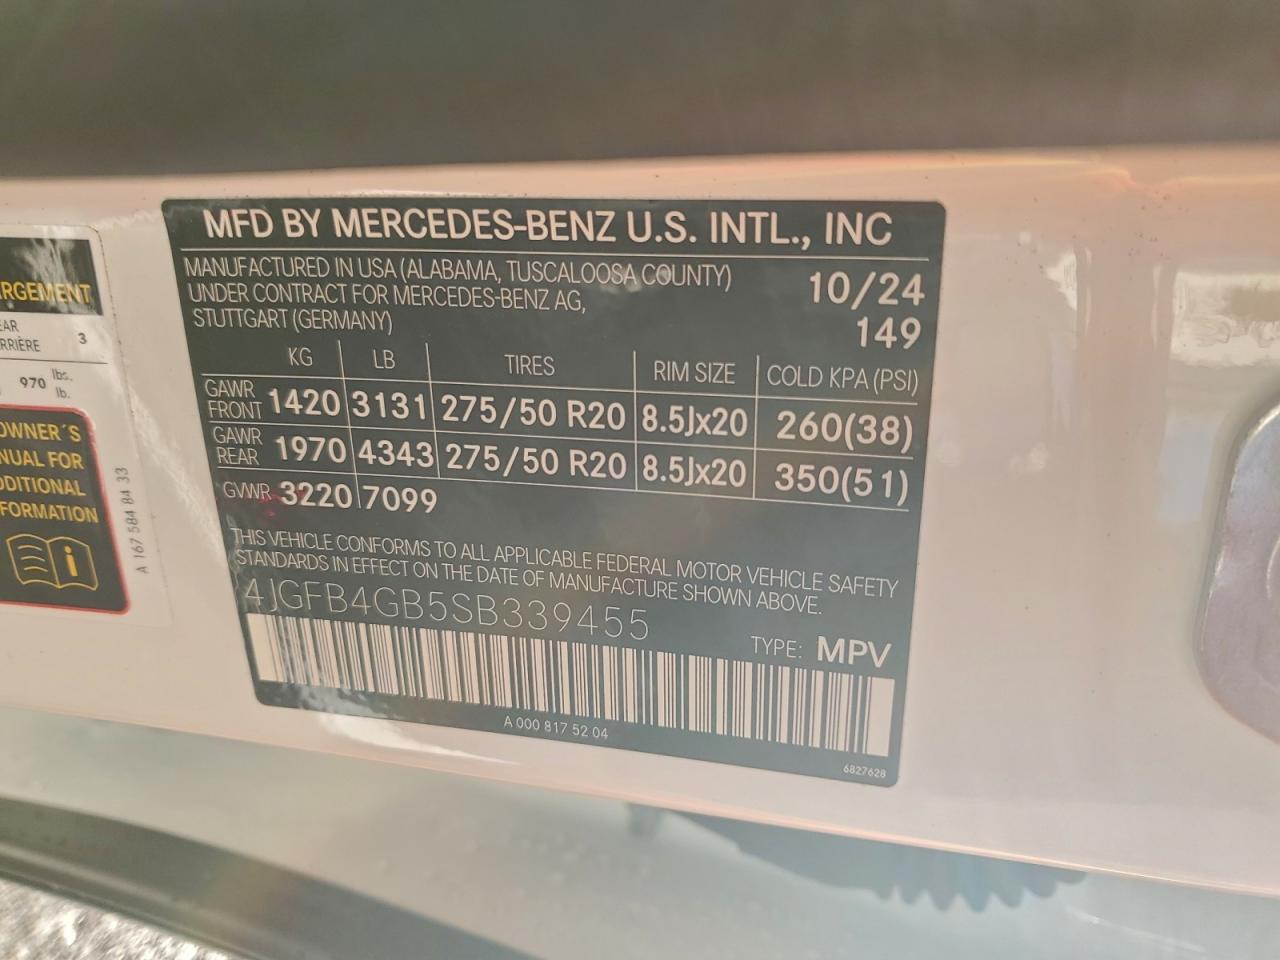 MFD BY MERCEDES-BENZ U.S. INTL., INC
MANUFACTURED IN USA (ALABAMA, TUSCALOOSA COUNTY)
UNDER CONTRACT FOR MERCEDES-BENZ AG,
STUTTGART (GERMANY)
10/24
149
KG LB TIRES RIM SIZE COLD KPA (PSI)
GAWR FRONT 1420 3131 275/50 R20 8.5Jx20 260(38)
GAWR REAR 1970 4343 275/50 R20 8.5Jx20 350(51)
GVWR 3220 7099
THIS VEHICLE CONFORMS TO ALL APPLICABLE FEDERAL MOTOR VEHICLE SAFETY
STANDARDS IN EFFECT ON THE DATE OF MANUFACTURE SHOWN ABOVE.
4JGFB4GB5SB339455
TYPE: MPV
A 000 817 52 04
6827628
RGEMENT
EAR
RRIÈRE 3
970 lbs.
lb.
OWNER´S
NUAL FOR
DDITIONAL
FORMATION
A 167 584 84 33